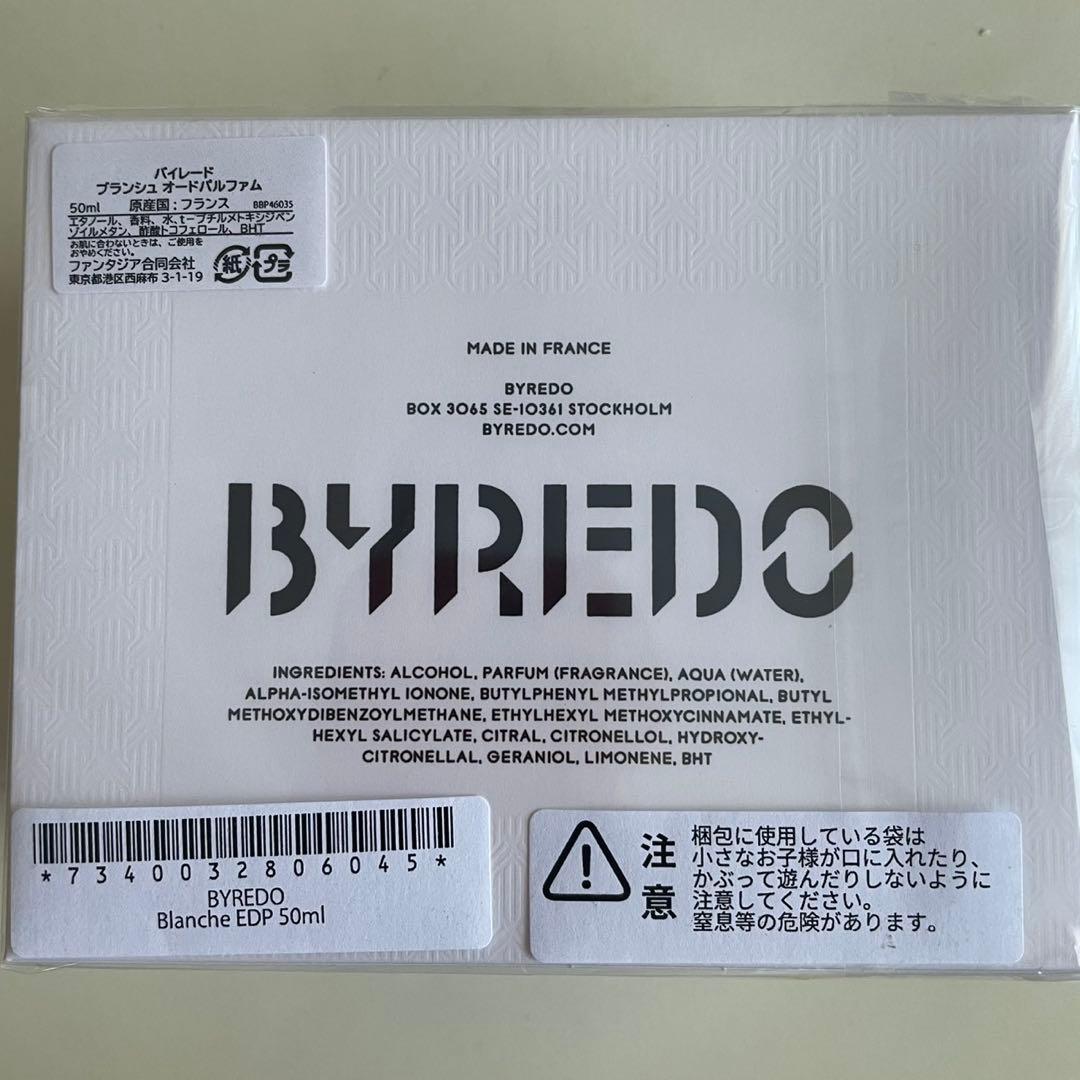 バイレード
ブランシュ オードパルファム
50ml 原産国 : フランス BBP46035
エタノール、香料、水、t－ブチルメトキシジベン
ゾイルメタン、酢酸トコフェロール、BHT
お肌に合わないときは、ご使用を
おやめください。
ファンタジア合同会社
東京都港区西麻布 3-1-19
紙 プラ
MADE IN FRANCE
BYREDO
BOX 3065 SE-10361 STOCKHOLM
BYREDO.COM
BYREDO
INGREDIENTS: ALCOHOL, PARFUM (FRAGRANCE), AQUA (WATER),
ALPHA-ISOMETHYL IONONE, BUTYLPHENYL METHYLPROPIONAL, BUTYL
METHOXYDIBENZOYLMETHANE, ETHYLHEXYL METHOXYCINNAMATE, ETHYL-
HEXYL SALICYLATE, CITRAL, CITRONELLOL, HYDROXY-
CITRONELLAL, GERANIOL, LIMONENE, BHT
*7340032806045*
BYREDO
Blanche EDP 50ml
注意
梱包に使用している袋は
小さなお子様が口に入れたり、
かぶって遊んだりしないように
注意してください。
窒息等の危険があります。